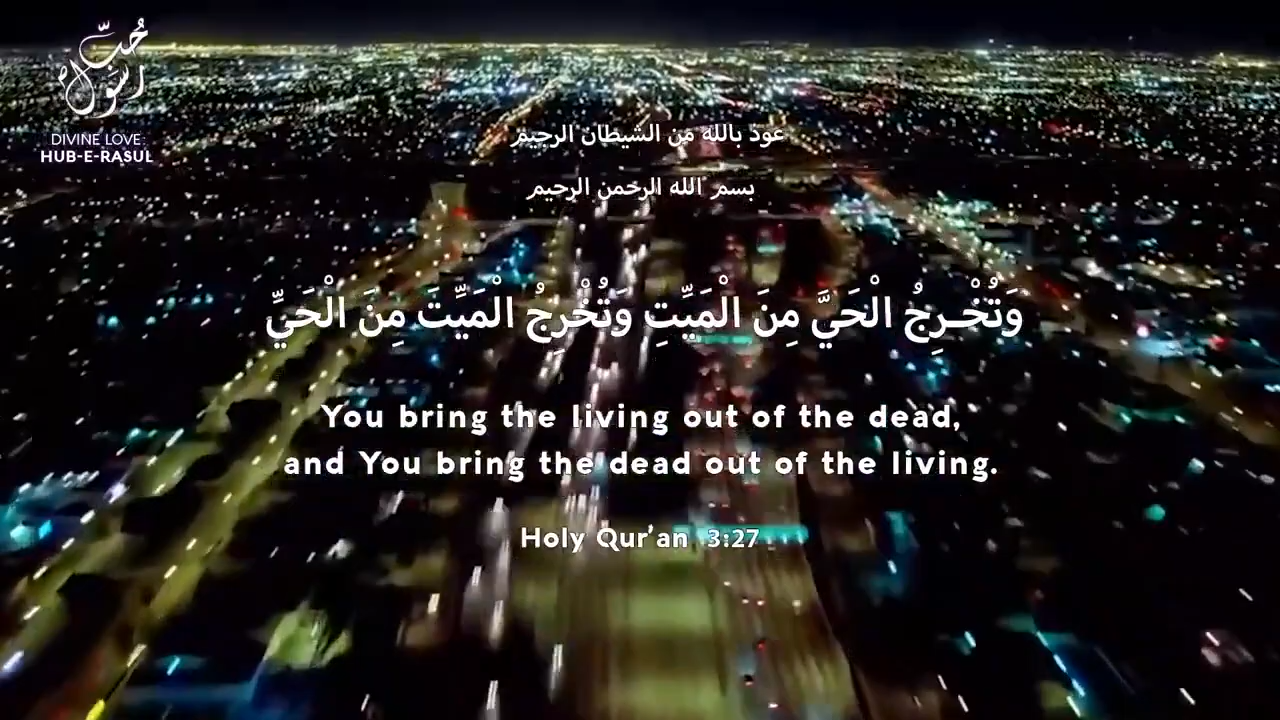 حُبِّ رَسُول
DIVINE LOVE:
HUB-E-RASUL
عوذ بالله من الشيطان الرجيم
بسم الله الرحمن الرحيم
وَتُخْـرِجُ الْحَيَّ مِنَ الْمَيِّتِ وَتُخْرِجُ الْمَيِّتَ مِنَ الْحَيِّ
You bring the living out of the dead,
and You bring the dead out of the living.
Holy Qur’an 3:27